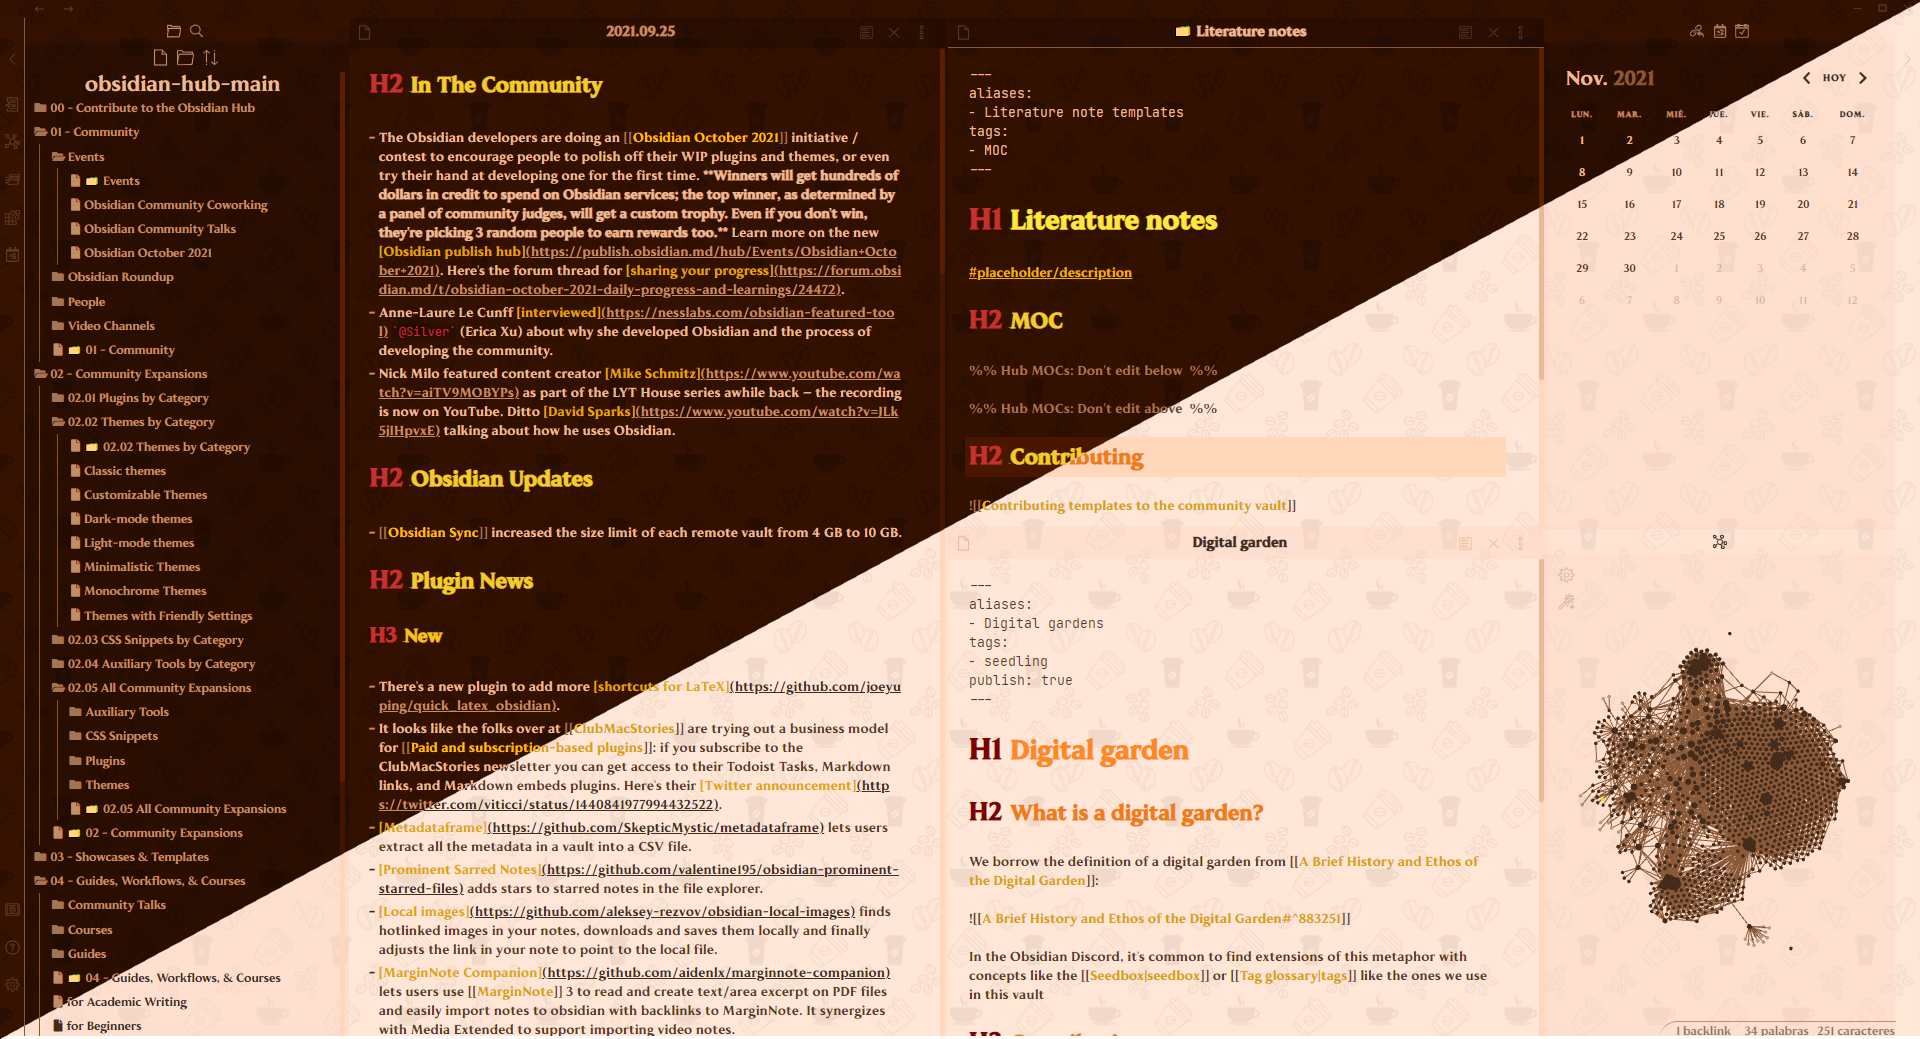 obsidian-hub-main
00 - Contribute to the Obsidian Hub
01 - Community
Events
Events
Obsidian Community Coworking
Obsidian Community Talks
Obsidian October 2021
Obsidian Roundup
People
Video Channels
01 - Community
02 - Community Expansions
02.01 Plugins by Category
02.02 Themes by Category
02.02 Themes by Category
Classic themes
Customizable Themes
Dark-mode themes
Light-mode themes
Minimalistic Themes
Monochrome Themes
Themes with Friendly Settings
02.03 CSS Snippets by Category
02.04 Auxiliary Tools by Category
02.05 All Community Expansions
Auxiliary Tools
CSS Snippets
Plugins
Themes
02.05 All Community Expansions
02 - Community Expansions
03 - Showcases & Templates
04 - Guides, Workflows, & Courses
Community Talks
Courses
Guides
04 - Guides, Workflows, & Courses
for Academic Writing
for Beginners
2021.09.25
H2 In The Community
- The Obsidian developers are doing an [[Obsidian October 2021]] initiative /
contest to encourage people to polish off their WIP plugins and themes, or even
try their hand at developing one for the first time. **Winners will get hundreds of
dollars in credit to spend on Obsidian services; the top winner, as determined by
a panel of community judges, will get a custom trophy. Even if you don't win,
they're picking 3 random people to earn rewards too.** Learn more on the new
[Obsidian publish hub](https://publish.obsidian.md/hub/Events/Obsidian+Octo
ber+2021). Here's the forum thread for [sharing your progress](https://forum.obsi
dian.md/t/obsidian-october-2021-daily-progress-and-learnings/24472).
- Anne-Laure Le Cunff [interviewed](https://nesslabs.com/obsidian-featured-too
l) `@Silver` (Erica Xu) about why she developed Obsidian and the process of
developing the community.
- Nick Milo featured content creator [Mike Schmitz](https://www.youtube.com/wa
tch?v=aiTV9MOBYPs) as part of the LYT House series awhile back — the recording
is now on YouTube. Ditto [David Sparks](https://www.youtube.com/watch?v=JLk
5jlHpvxE) talking about how he uses Obsidian.
H2 Obsidian Updates
- [[Obsidian Sync]] increased the size limit of each remote vault from 4 GB to 10 GB.
H2 Plugin News
H3 New
- There's a new plugin to add more [shortcuts for LaTeX](https://github.com/joeyu
ping/quick_latex_obsidian).
- It looks like the folks over at [[ClubMacStories]] are trying out a business model
for [[Paid and subscription-based plugins]]: if you subscribe to the
ClubMacStories newsletter you can get access to their Todoist Tasks, Markdown
links, and Markdown embeds plugins. Here's their [Twitter announcement](http
s://twitter.com/viticci/status/1440841977994432522).
- [Metadataframe](https://github.com/SkepticMystic/metadataframe) lets users
extract all the metadata in a vault into a CSV file.
- [Prominent Sarred Notes](https://github.com/valentine195/obsidian-prominent-
starred-files) adds stars to starred notes in the file explorer.
- [Local images](https://github.com/aleksey-rezvov/obsidian-local-images) finds
hotlinked images in your notes, downloads and saves them locally and finally
adjusts the link in your note to point to the local file.
- [MarginNote Companion](https://github.com/aidenlx/marginnote-companion)
lets users use [[MarginNote]] 3 to read and create text/area excerpt on PDF files
and easily import notes to obsidian with backlinks to MarginNote. It synergizes
with Media Extended to support importing video notes.
Literature notes
---
aliases:
- Literature note templates
tags:
- MOC
---
H1 Literature notes
#placeholder/description
H2 MOC
%% Hub MOCs: Don't edit below %%
%% Hub MOCs: Don't edit above %%
H2 Contributing
![[Contributing templates to the community vault]]
Digital garden
---
aliases:
- Digital gardens
tags:
- seedling
publish: true
---
H1 Digital garden
H2 What is a digital garden?
We borrow the definition of a digital garden from [[A Brief History and Ethos of
the Digital Garden]]:
![[A Brief History and Ethos of the Digital Garden#^883251]]
In the Obsidian Discord, it's common to find extensions of this metaphor with
concepts like the [[Seedbox|seedbox]] or [[Tag glossary|tags]] like the ones we use
in this vault
Nov. 2021
HOY
LUN. MAR. MIÉ. JUE. VIE. SÁB. DOM.
1 2 3 4 5 6 7
8 9 10 11 12 13 14
15 16 17 18 19 20 21
22 23 24 25 26 27 28
29 30 1 2 3 4 5
6 7 8 9 10 11 12
1 backlink 34 palabras 251 caracteres